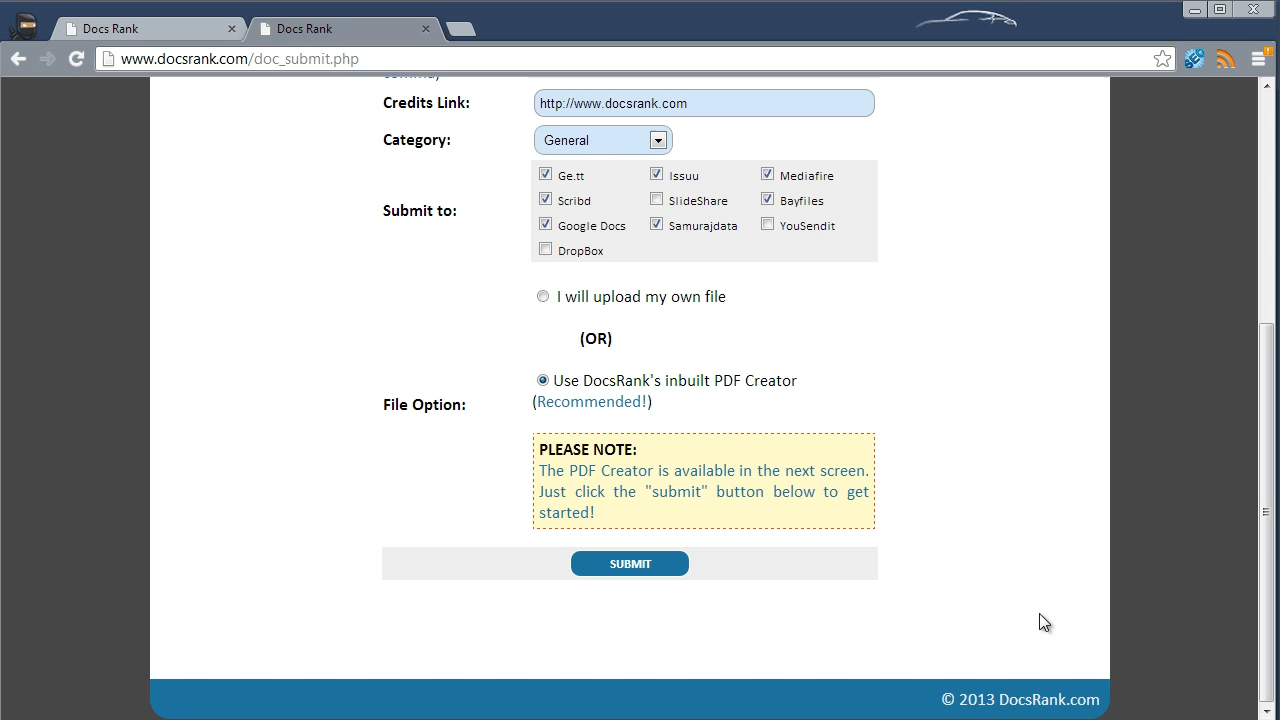 Docs Rank
Docs Rank
www.docsrank.com/doc_submit.php
Credits Link:
http://www.docsrank.com
Category:
General
Submit to:
Ge.tt
Issuu
Mediafire
Scribd
SlideShare
Bayfiles
Google Docs
Samurajdata
YouSendit
DropBox
I will upload my own file
(OR)
File Option:
Use DocsRank's inbuilt PDF Creator
(Recommended!)
PLEASE NOTE:
The PDF Creator is available in the next screen.
Just click the "submit" button below to get
started!
SUBMIT
© 2013 DocsRank.com